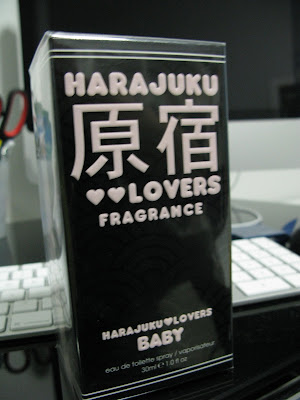 HARAJUKU
原宿
♥♥LOVERS
FRAGRANCE
HARAJUKU♥LOVERS
BABY
eau de toilette spray / vaporisateur
30ml℮1.0 fl oz